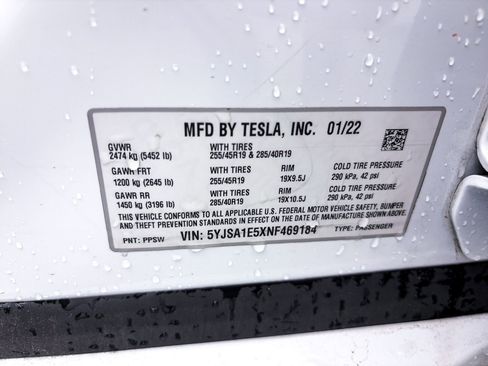 MFD BY TESLA, INC. 01/22
GVWR WITH TIRES
2474 kg (5452 lb) 255/45R19 & 285/40R19
GAWR FRT WITH TIRES RIM COLD TIRE PRESSURE
1200 kg (2645 lb) 255/45R19 19X9.5J 290 kPa, 42 psi
GAWR RR WITH TIRES RIM COLD TIRE PRESSURE
1450 kg (3196 lb) 285/40R19 19X10.5J 290 kPa, 42 psi
THIS VEHICLE CONFORMS TO ALL APPLICABLE U.S. FEDERAL MOTOR VEHICLE SAFETY, BUMPER
AND THEFT PREVENTION STANDARDS IN EFFECT ON THE DATE OF MANUFACTURE SHOWN ABOVE.
PNT: PPSW VIN: 5YJSA1E5XNF469184 TYPE: PASSENGER